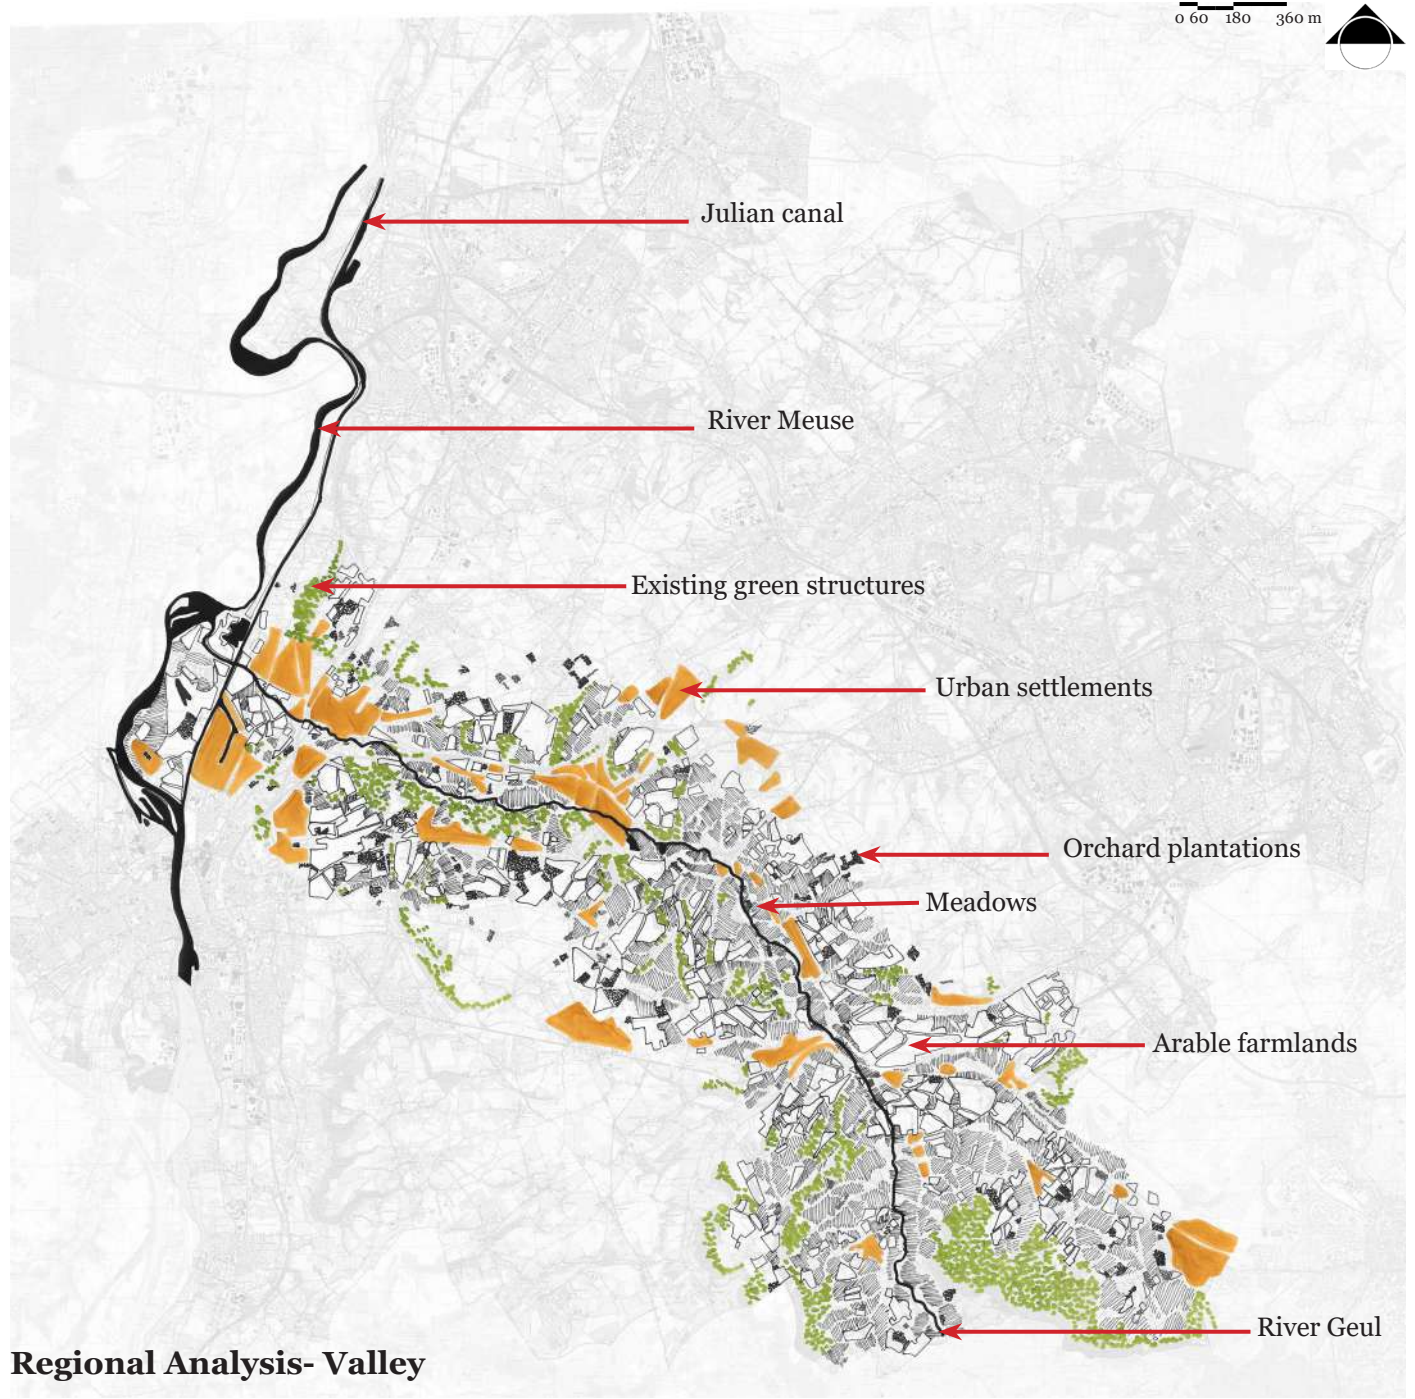 0 60 180 360 m
Julian canal
River Meuse
Existing green structures
Urban settlements
Orchard plantations
Meadows
Arable farmlands
River Geul
Regional Analysis- Valley